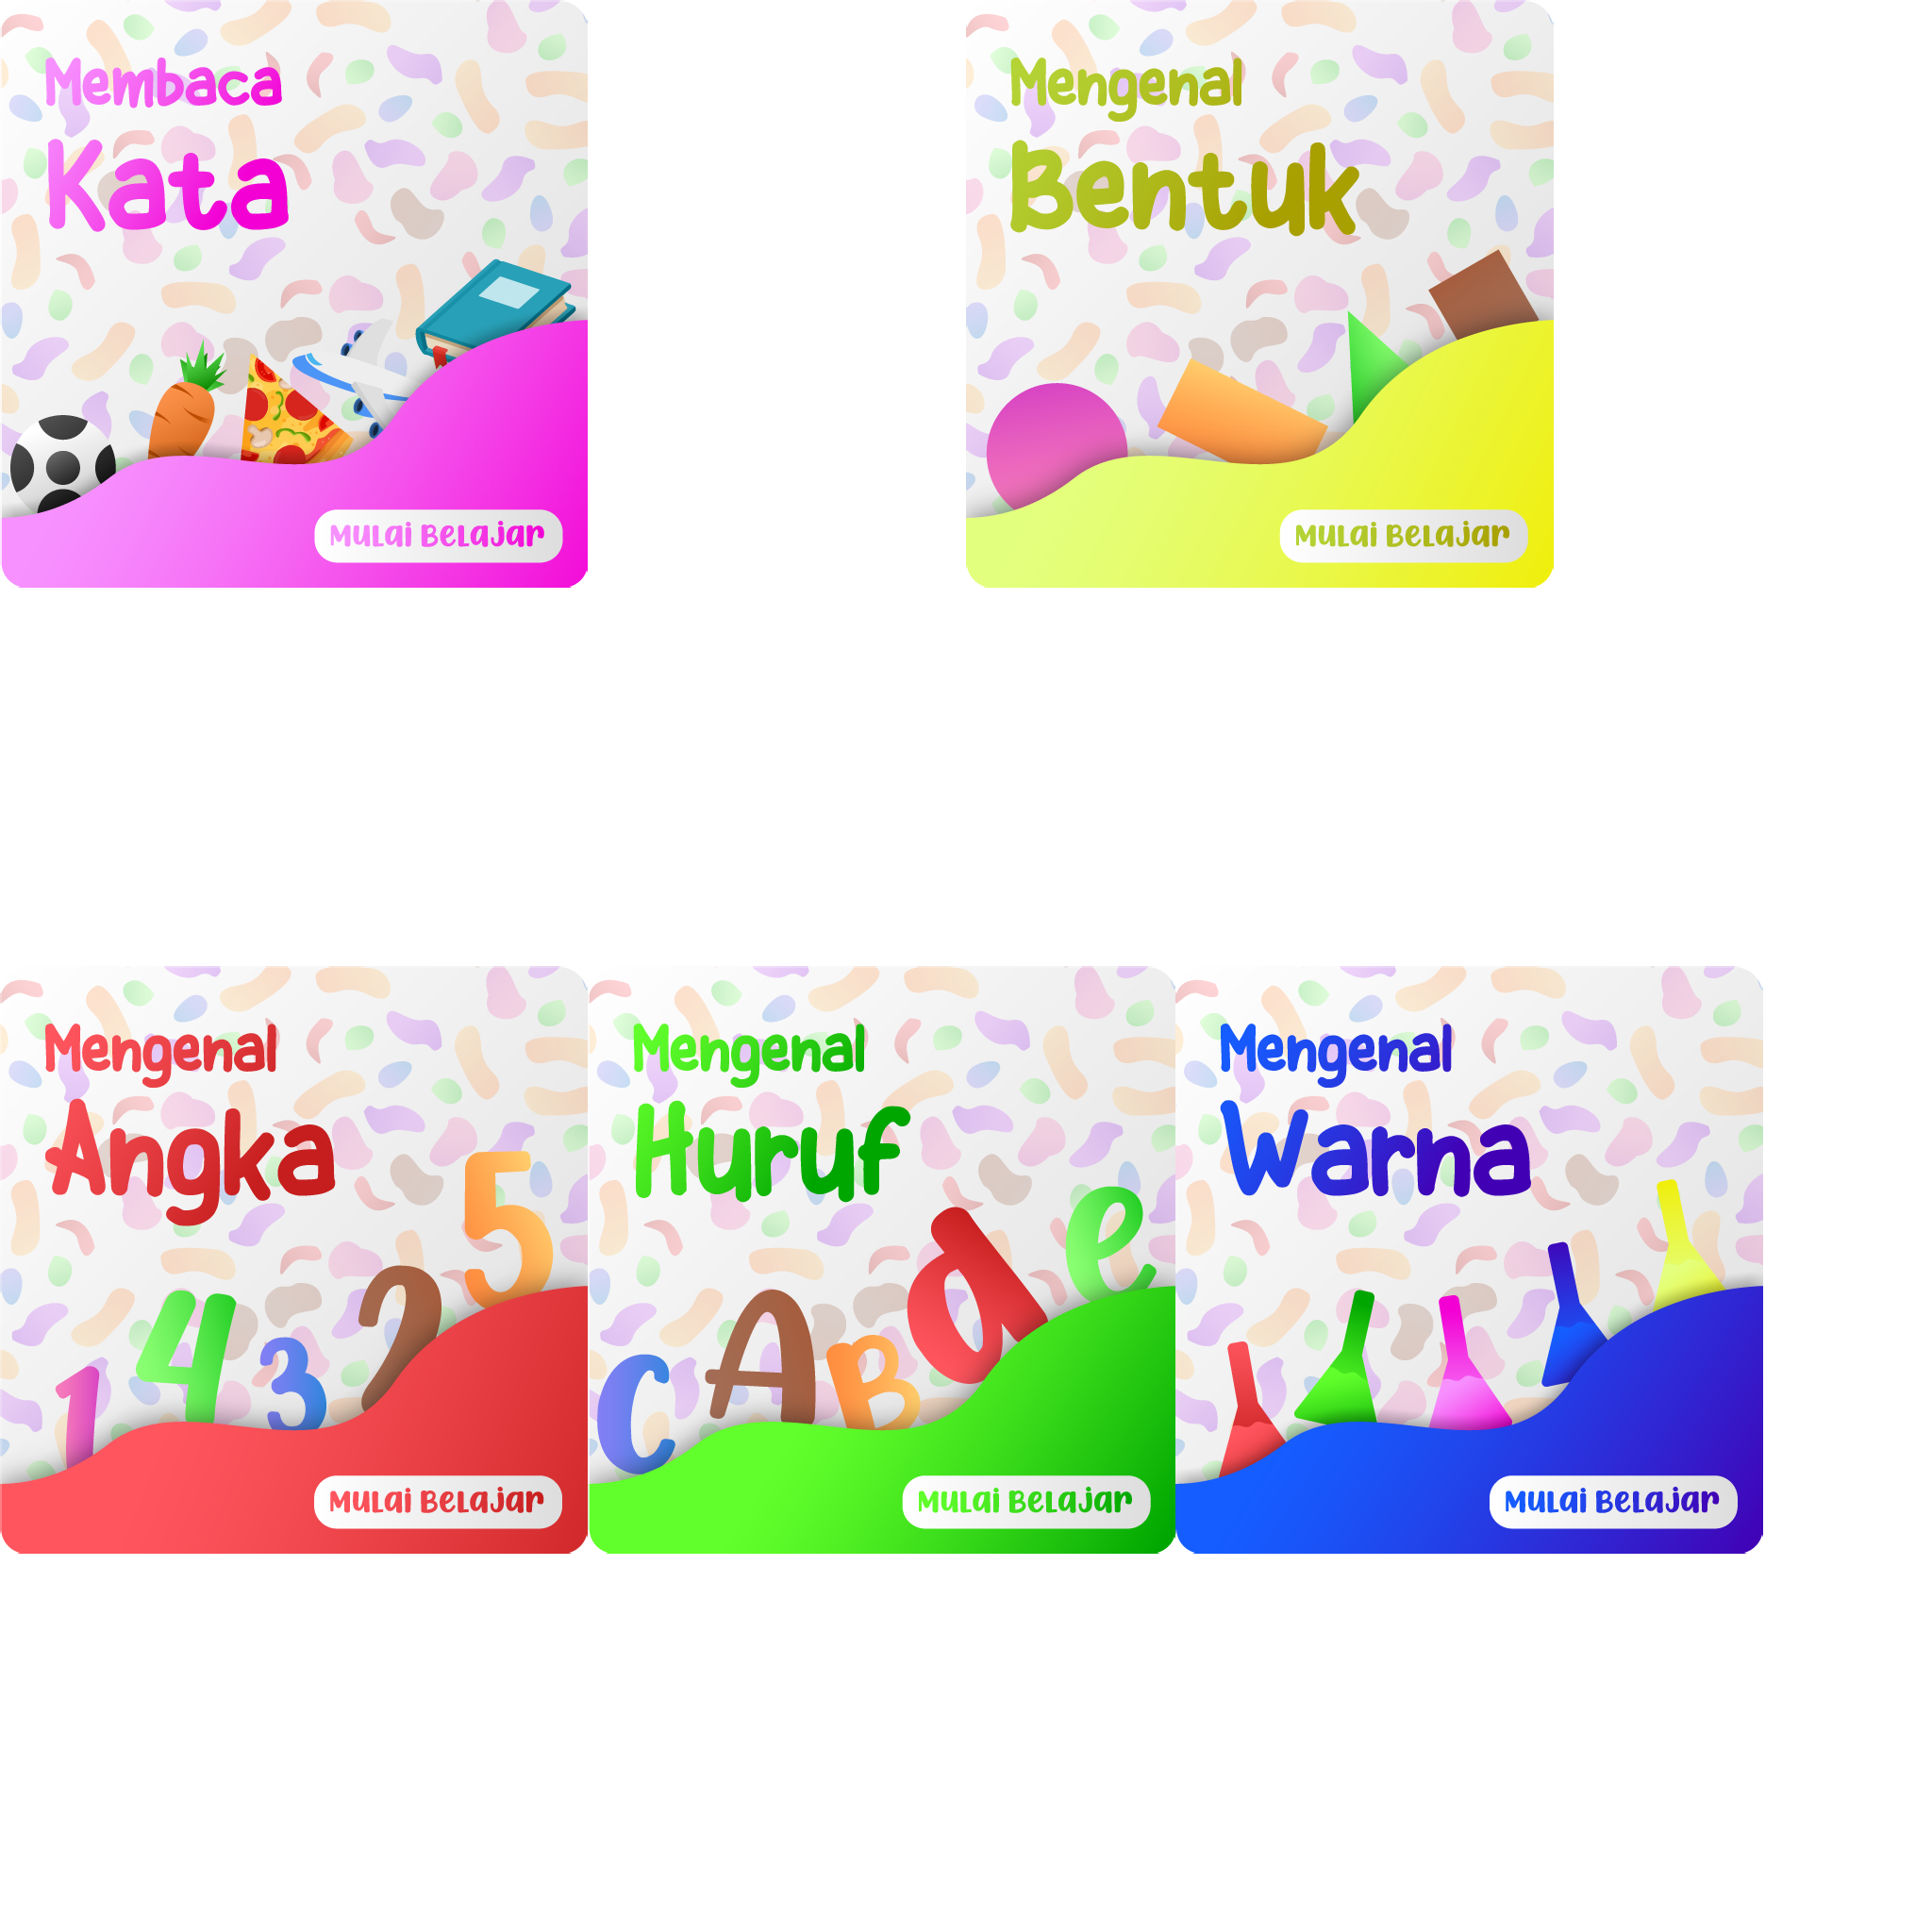 Membaca
Kata
Mulai Belajar
Mengenal
Bentuk
Mulai Belajar
Mengenal
Angka
1 4 3 2 5
Mulai Belajar
Mengenal
Huruf
C A B d e
Mulai Belajar
Mengenal
Warna
Mulai Belajar